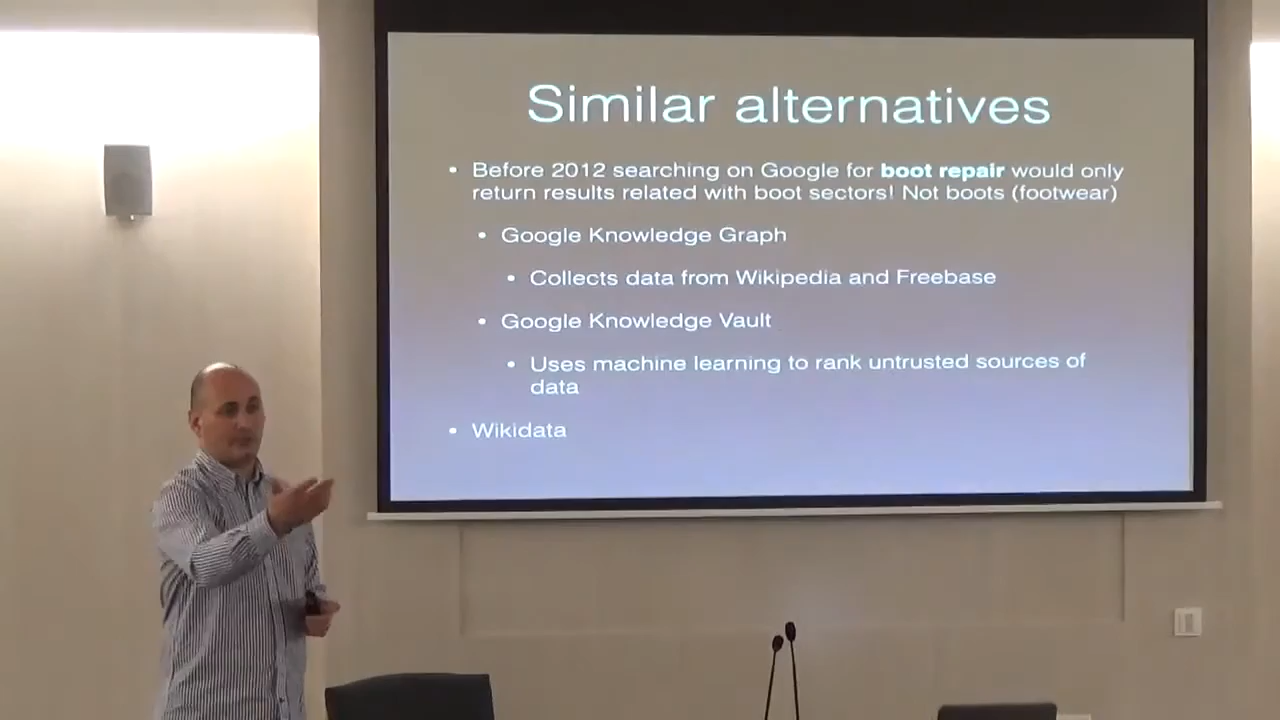 Similar alternatives
• Before 2012 searching on Google for boot repair would only
return results related with boot sectors! Not boots (footwear)
• Google Knowledge Graph
• Collects data from Wikipedia and Freebase
• Google Knowledge Vault
• Uses machine learning to rank untrusted sources of
data
• Wikidata